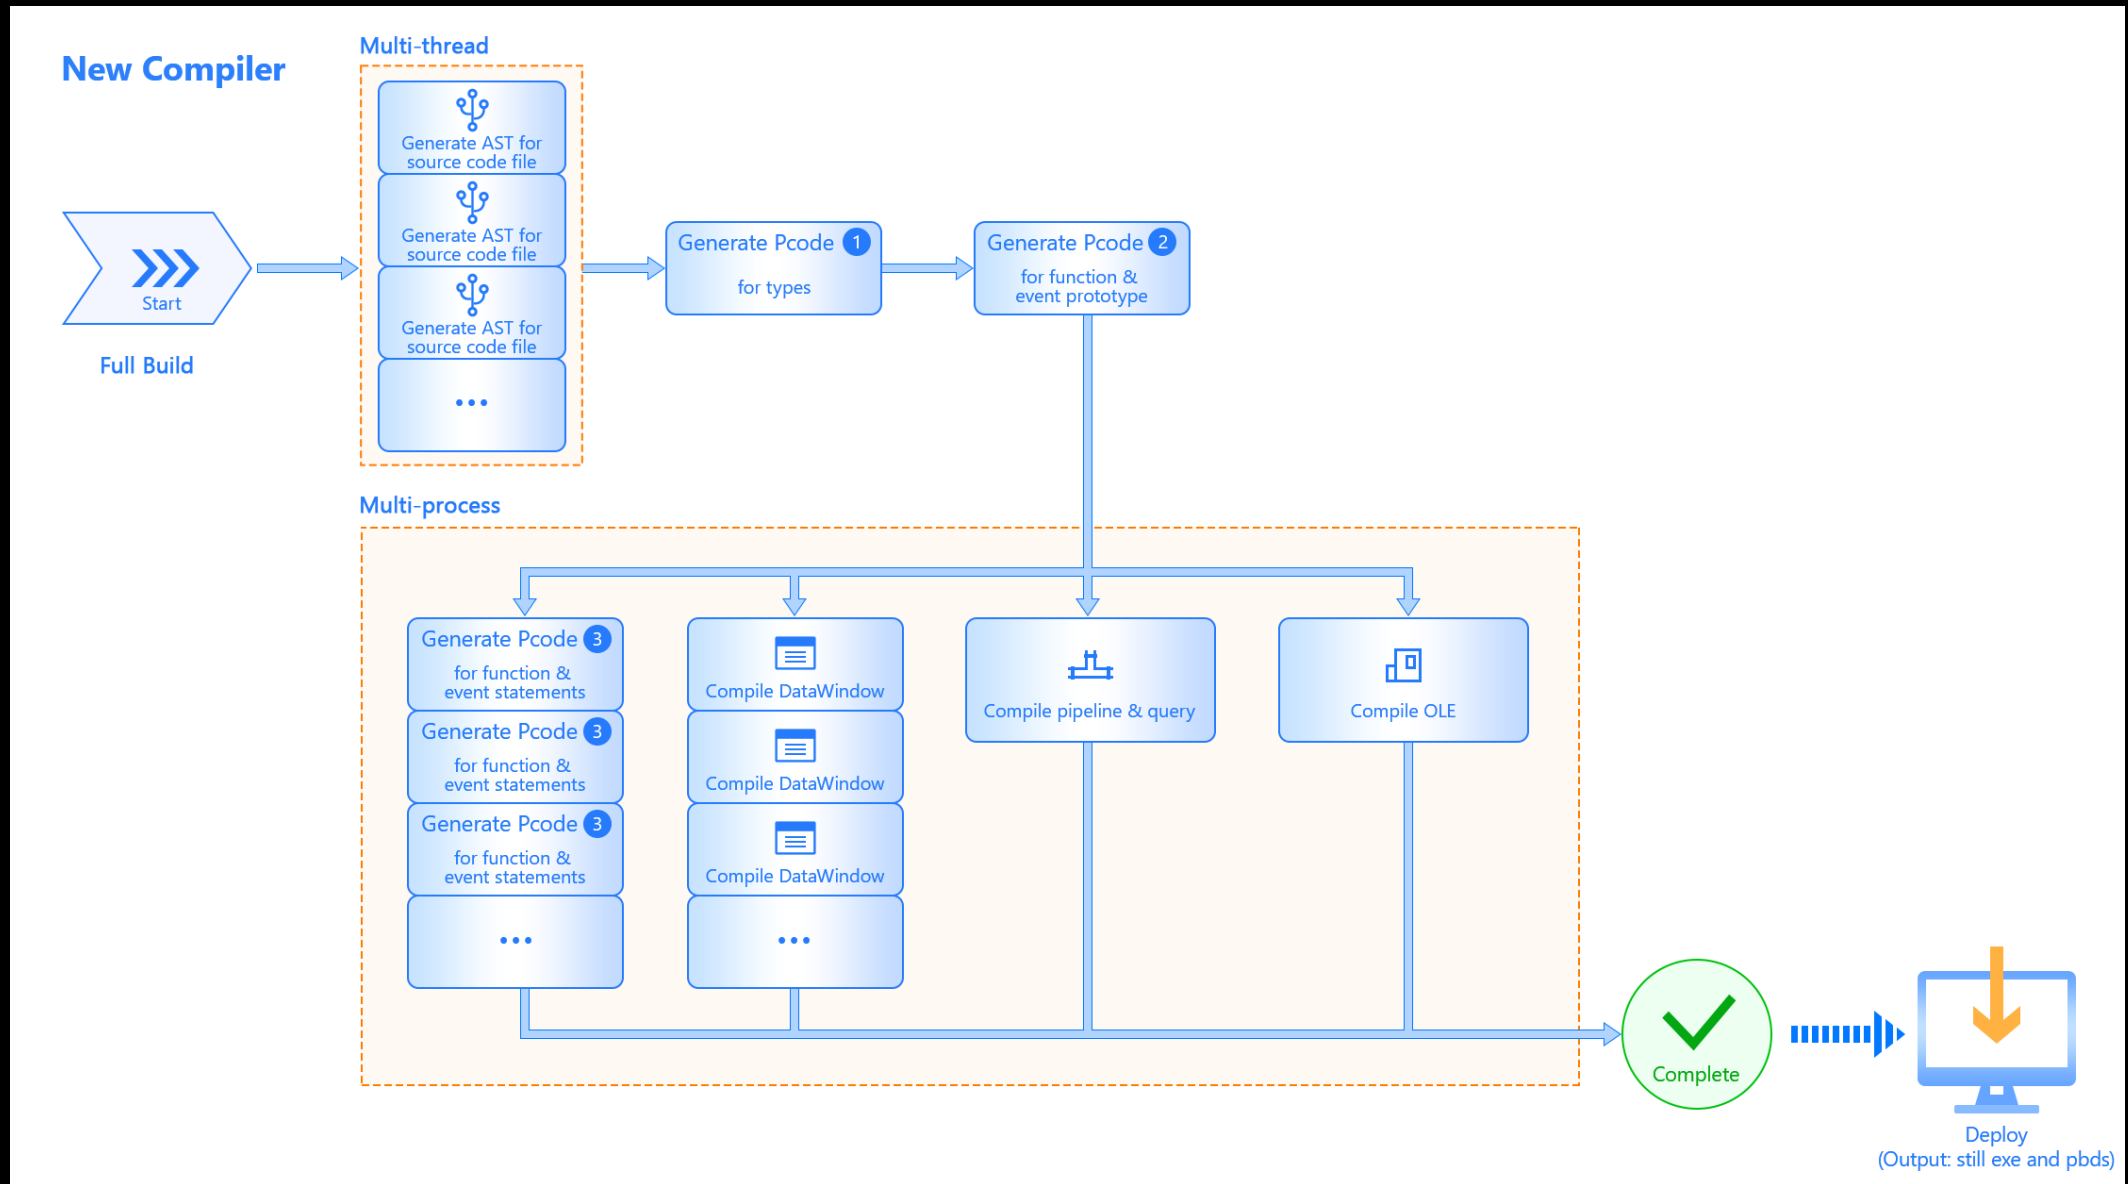 New Compiler
Multi-thread
Generate AST for
source code file
Generate AST for
source code file
Generate AST for
source code file
...
Start
Full Build
Generate Pcode 1
for types
Generate Pcode 2
for function &
event prototype
Multi-process
Generate Pcode 3
for function &
event statements
Generate Pcode 3
for function &
event statements
Generate Pcode 3
for function &
event statements
...
Compile DataWindow
Compile DataWindow
Compile DataWindow
...
Compile pipeline & query
Compile OLE
Complete
Deploy
(Output: still exe and pbds)